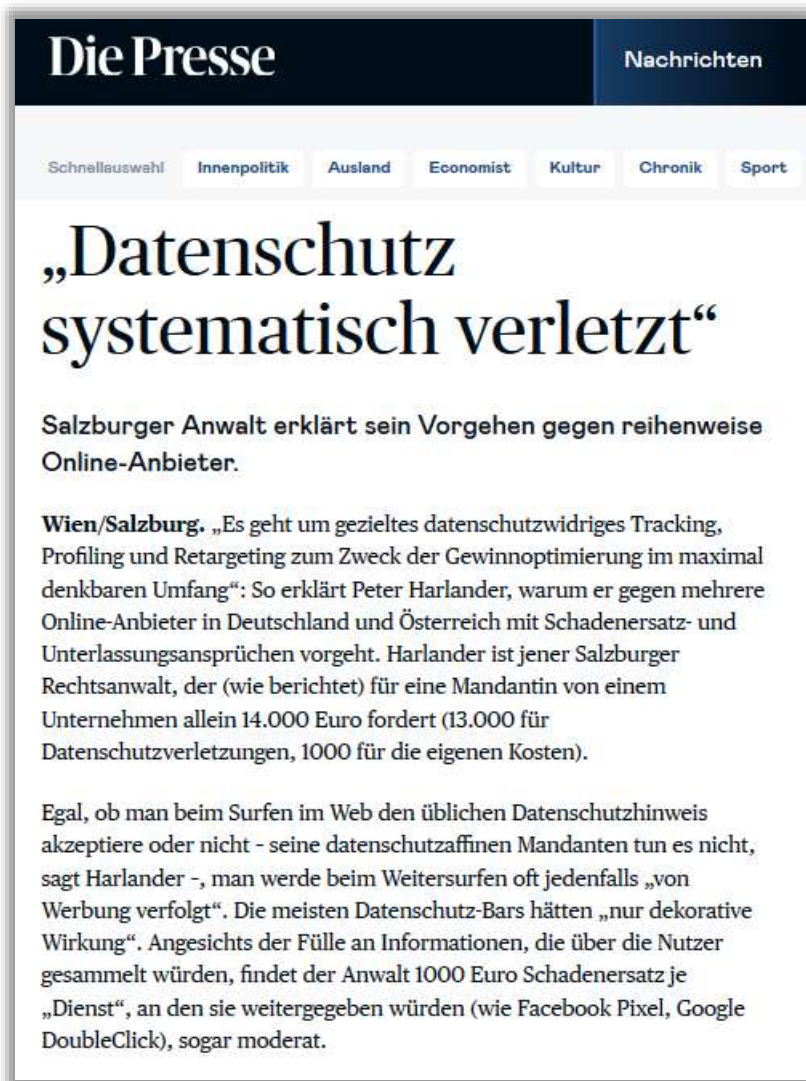 Die Presse
Nachrichten
Schnellauswahl Innenpolitik Ausland Economist Kultur Chronik Sport
„Datenschutz
systematisch verletzt“
Salzburger Anwalt erklärt sein Vorgehen gegen reihenweise
Online-Anbieter.
Wien/Salzburg. „Es geht um gezieltes datenschutzwidriges Tracking,
Profiling und Retargeting zum Zweck der Gewinnoptimierung im maximal
denkbaren Umfang“: So erklärt Peter Harlander, warum er gegen mehrere
Online-Anbieter in Deutschland und Österreich mit Schadenersatz- und
Unterlassungsansprüchen vorgeht. Harlander ist jener Salzburger
Rechtsanwalt, der (wie berichtet) für eine Mandantin von einem
Unternehmen allein 14.000 Euro fordert (13.000 für
Datenschutzverletzungen, 1000 für die eigenen Kosten).
Egal, ob man beim Surfen im Web den üblichen Datenschutzhinweis
akzeptiere oder nicht - seine datenschutzaffinen Mandanten tun es nicht,
sagt Harlander -, man werde beim Weitersurfen oft jedenfalls „von
Werbung verfolgt“. Die meisten Datenschutz-Bars hätten „nur dekorative
Wirkung“. Angesichts der Fülle an Informationen, die über die Nutzer
gesammelt würden, findet der Anwalt 1000 Euro Schadenersatz je
„Dienst“, an den sie weitergegeben würden (wie Facebook Pixel, Google
DoubleClick), sogar moderat.